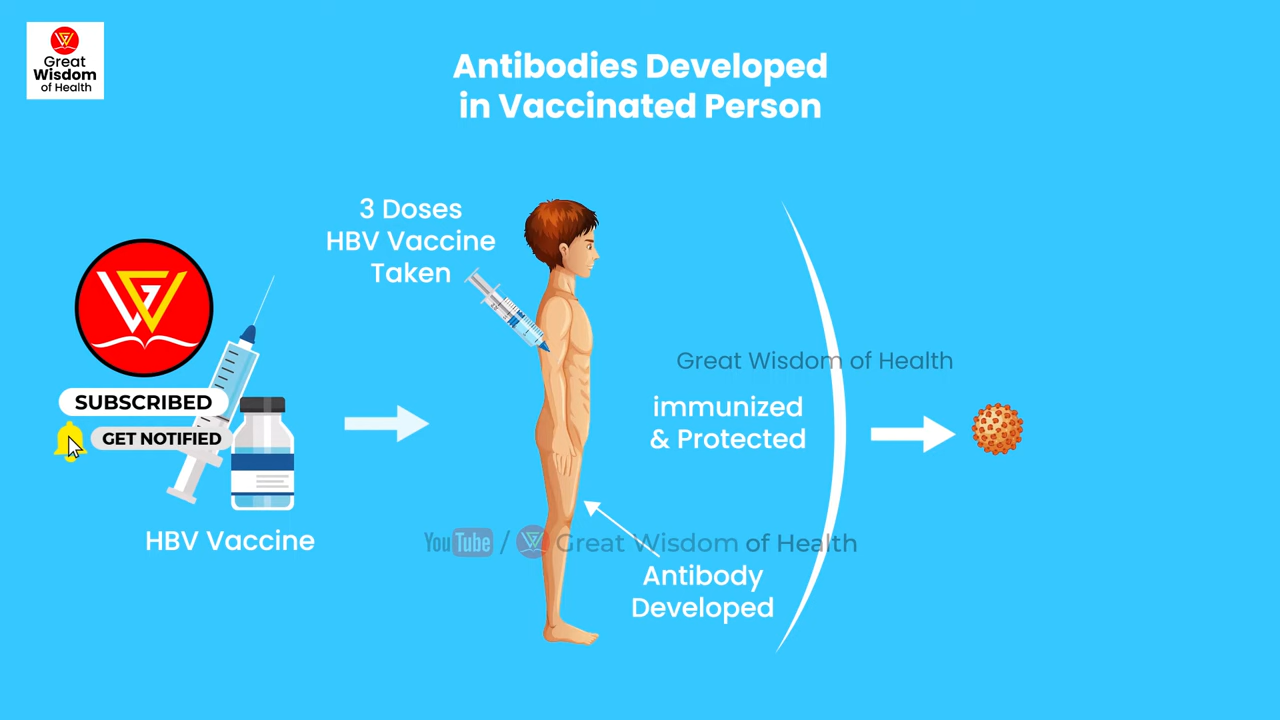 Great
Wisdom
of Health
Antibodies Developed
in Vaccinated Person
3 Doses
HBV Vaccine
Taken
SUBSCRIBED
GET NOTIFIED
HBV Vaccine
Great Wisdom of Health
immunized
& Protected
YouTube / Great Wisdom of Health
Antibody
Developed